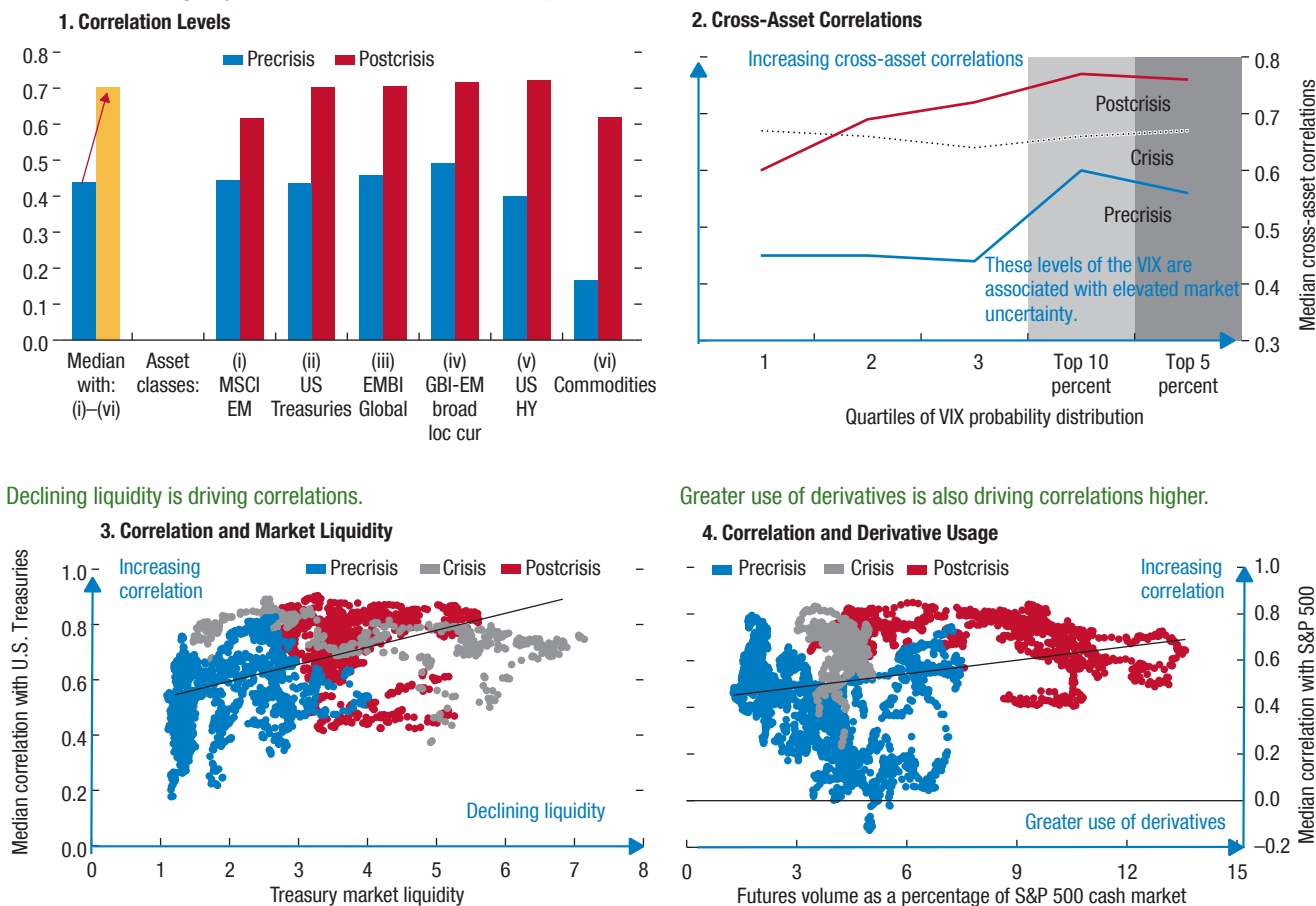 1. Correlation Levels
Precrisis
Postcrisis
0.8
0.7
0.6
0.5
0.4
0.3
0.2
0.1
0.0
Median
with:
(i)–(vi)
Asset
classes:
(i)
MSCI
EM
(ii)
US
Treasuries
(iii)
EMBI
Global
(iv)
GBI-EM
broad
loc cur
(v)
US
HY
(vi)
Commodities
2. Cross-Asset Correlations
Increasing cross-asset correlations
Postcrisis
Crisis
Precrisis
These levels of the VIX are
associated with elevated market
uncertainty.
0.8
0.7
0.6
0.5
0.4
0.3
Median cross-asset correlations
1
2
3
Top 10
percent
Top 5
percent
Quartiles of VIX probability distribution
Declining liquidity is driving correlations.
3. Correlation and Market Liquidity
Median correlation with U.S. Treasuries
Increasing
correlation
Precrisis
Crisis
Postcrisis
1.0
0.8
0.6
0.4
0.2
0.0
Declining liquidity
0
1
2
3
4
5
6
7
8
Treasury market liquidity
Greater use of derivatives is also driving correlations higher.
4. Correlation and Derivative Usage
Precrisis
Crisis
Postcrisis
Increasing
correlation
1.0
0.8
0.6
0.4
0.2
0.0
–0.2
Median correlation with S&P 500
Greater use of derivatives
0
3
6
9
12
15
Futures volume as a percentage of S&P 500 cash market